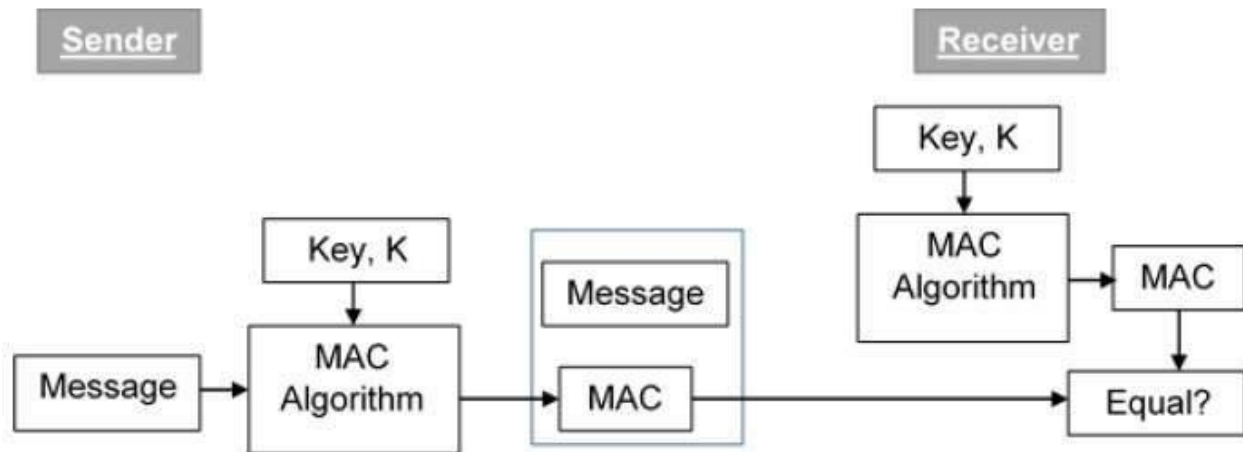 Sender
Receiver
Key, K
MAC
Algorithm
MAC
Key, K
Message
MAC
Algorithm
Message
MAC
Equal?